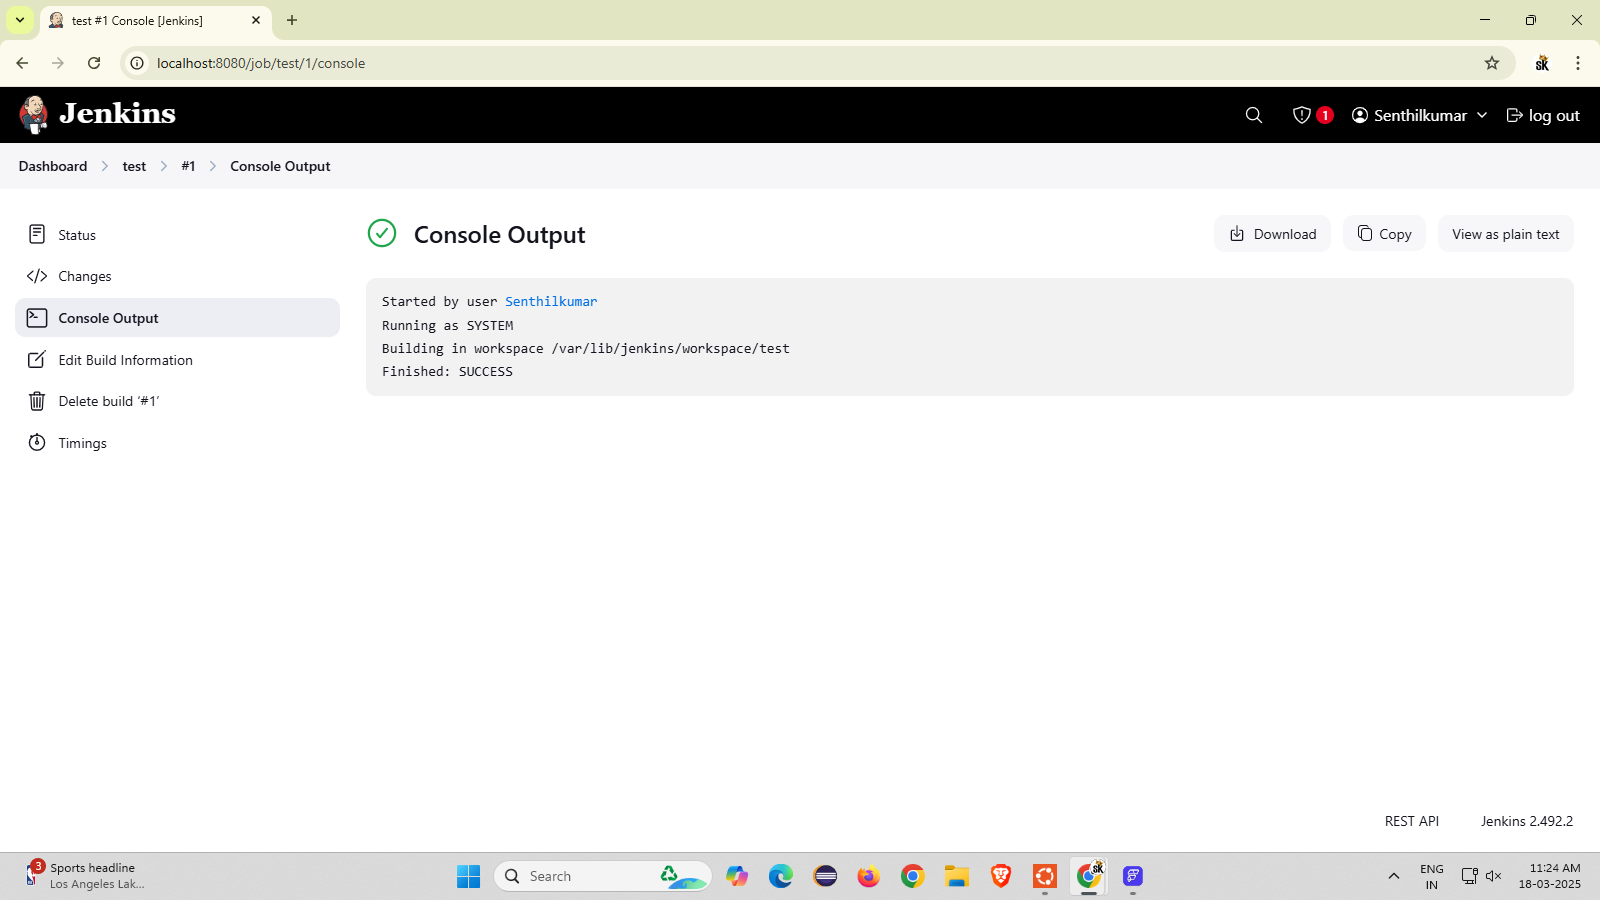 test #1 Console [Jenkins]
localhost:8080/job/test/1/console
SK
Jenkins
1
Senthilkumar
log out
Dashboard
test
#1
Console Output
Status
Changes
Console Output
Edit Build Information
Delete build ‘#1’
Timings
Console Output
Download
Copy
View as plain text
Started by user Senthilkumar
Running as SYSTEM
Building in workspace /var/lib/jenkins/workspace/test
Finished: SUCCESS
REST API
Jenkins 2.492.2
3
Sports headline
Los Angeles Lak...
Search
SK
ENG
IN
11:24 AM
18-03-2025